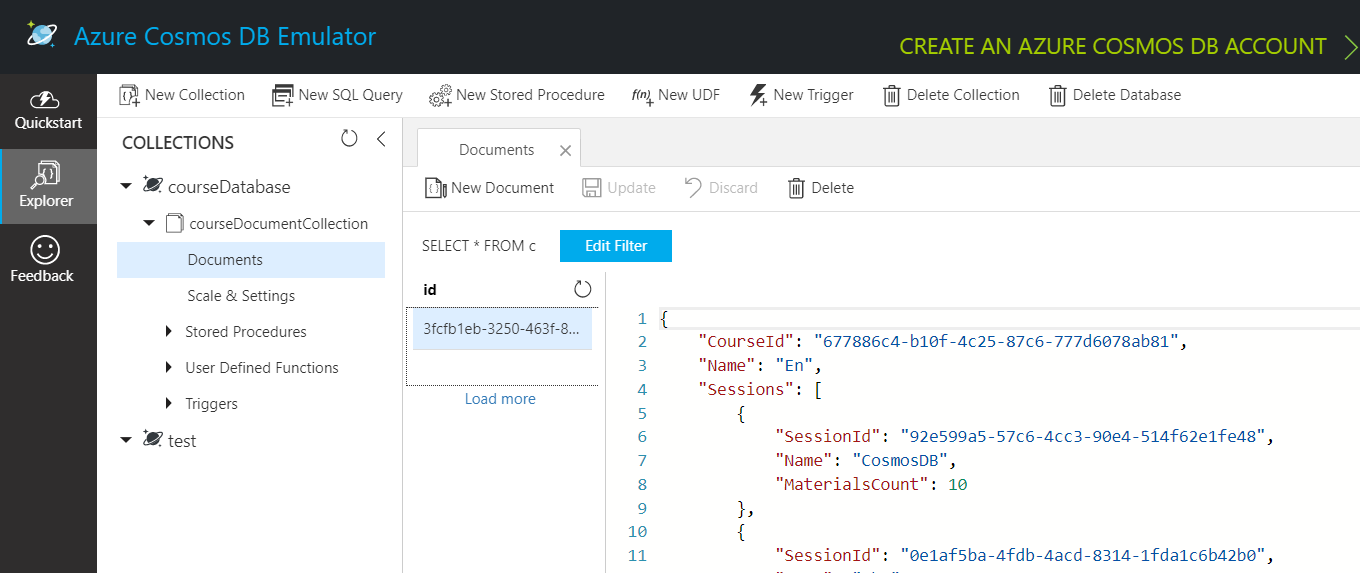 Azure Cosmos DB Emulator
CREATE AN AZURE COSMOS DB ACCOUNT
Quickstart
Explorer
Feedback
New Collection New SQL Query New Stored Procedure f(n) New UDF New Trigger Delete Collection Delete Database
COLLECTIONS
courseDatabase
courseDocumentCollection
Documents
Scale & Settings
Stored Procedures
User Defined Functions
Triggers
test
Documents
New Document Update Discard Delete
SELECT * FROM c Edit Filter
id
3fcfb1eb-3250-463f-8...
Load more
1 {
2 "CourseId": "677886c4-b10f-4c25-87c6-777d6078ab81",
3 "Name": "En",
4 "Sessions": [
5 {
6 "SessionId": "92e599a5-57c6-4cc3-90e4-514f62e1fe48",
7 "Name": "CosmosDB",
8 "MaterialsCount": 10
9 },
10 {
11 "SessionId": "0e1af5ba-4fdb-4acd-8314-1fda1c6b42b0",